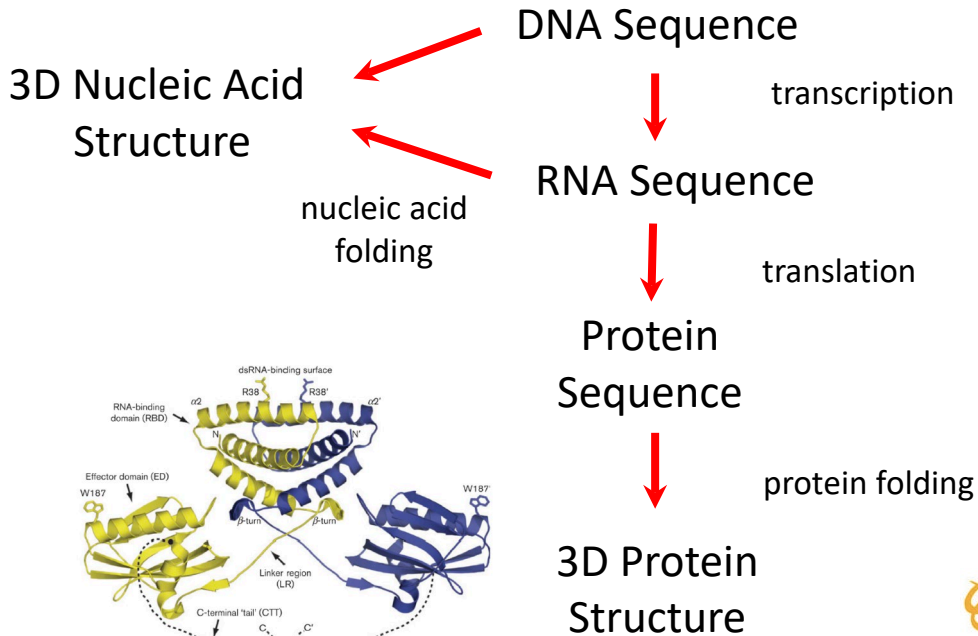 DNA Sequence
3D Nucleic Acid
Structure
transcription
RNA Sequence
nucleic acid
folding
translation
Protein
Sequence
dsRNA-binding surface
R38 R38'
α2 α2'
RNA-binding
domain (RBD)
N N'
Effector domain (ED)
W187 W187'
β-turn β-turn
protein folding
Linker region
(LR)
3D Protein
Structure
C-terminal 'tail' (CTT)
C C'